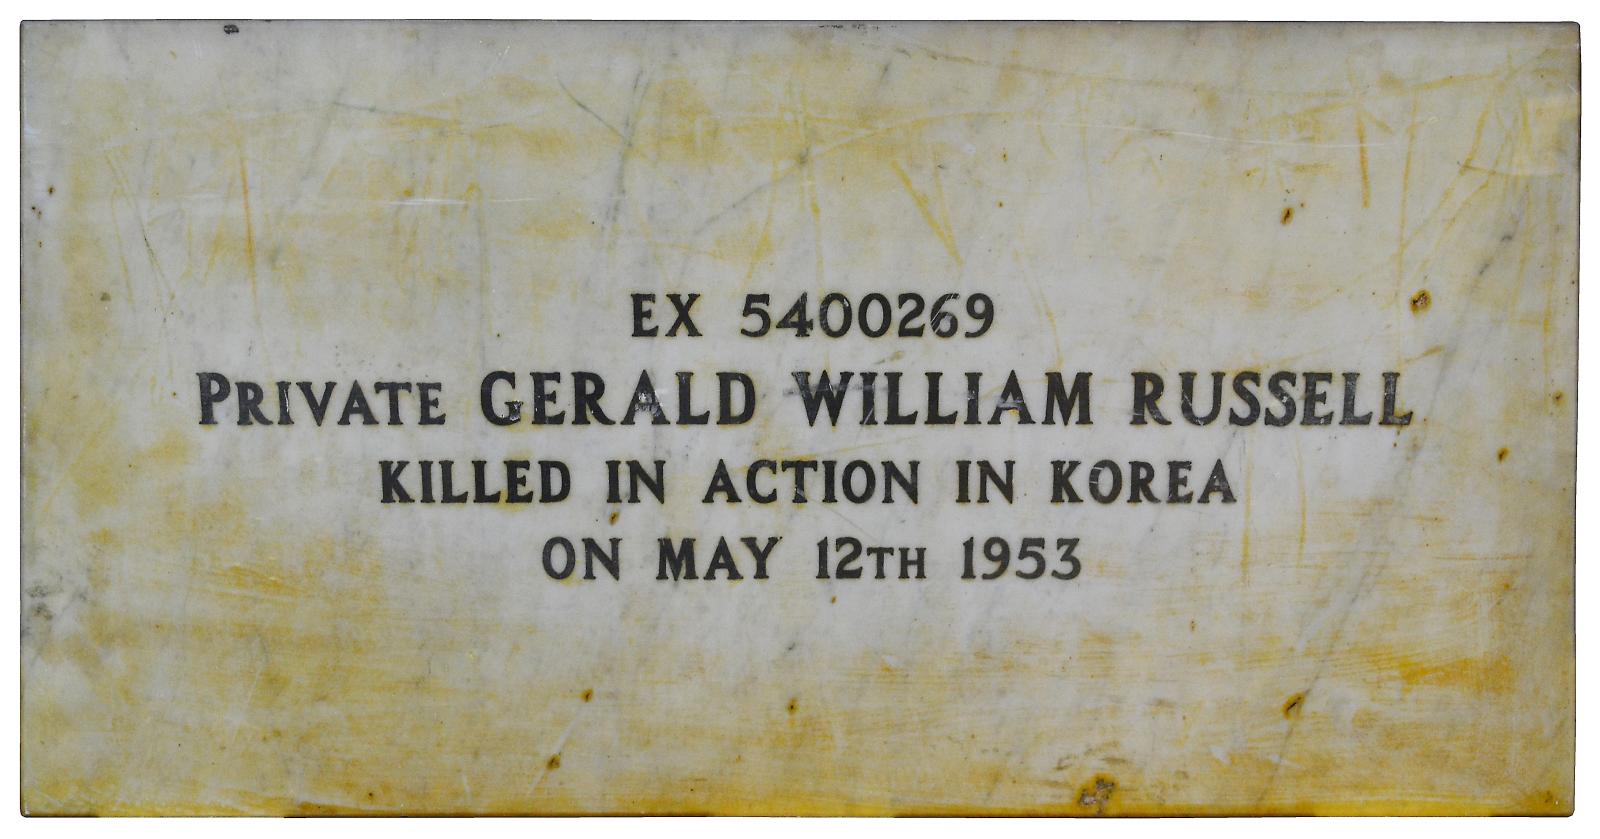 EX 5400269
PRIVATE GERALD WILLIAM RUSSELL
KILLED IN ACTION IN KOREA
ON MAY 12TH 1953